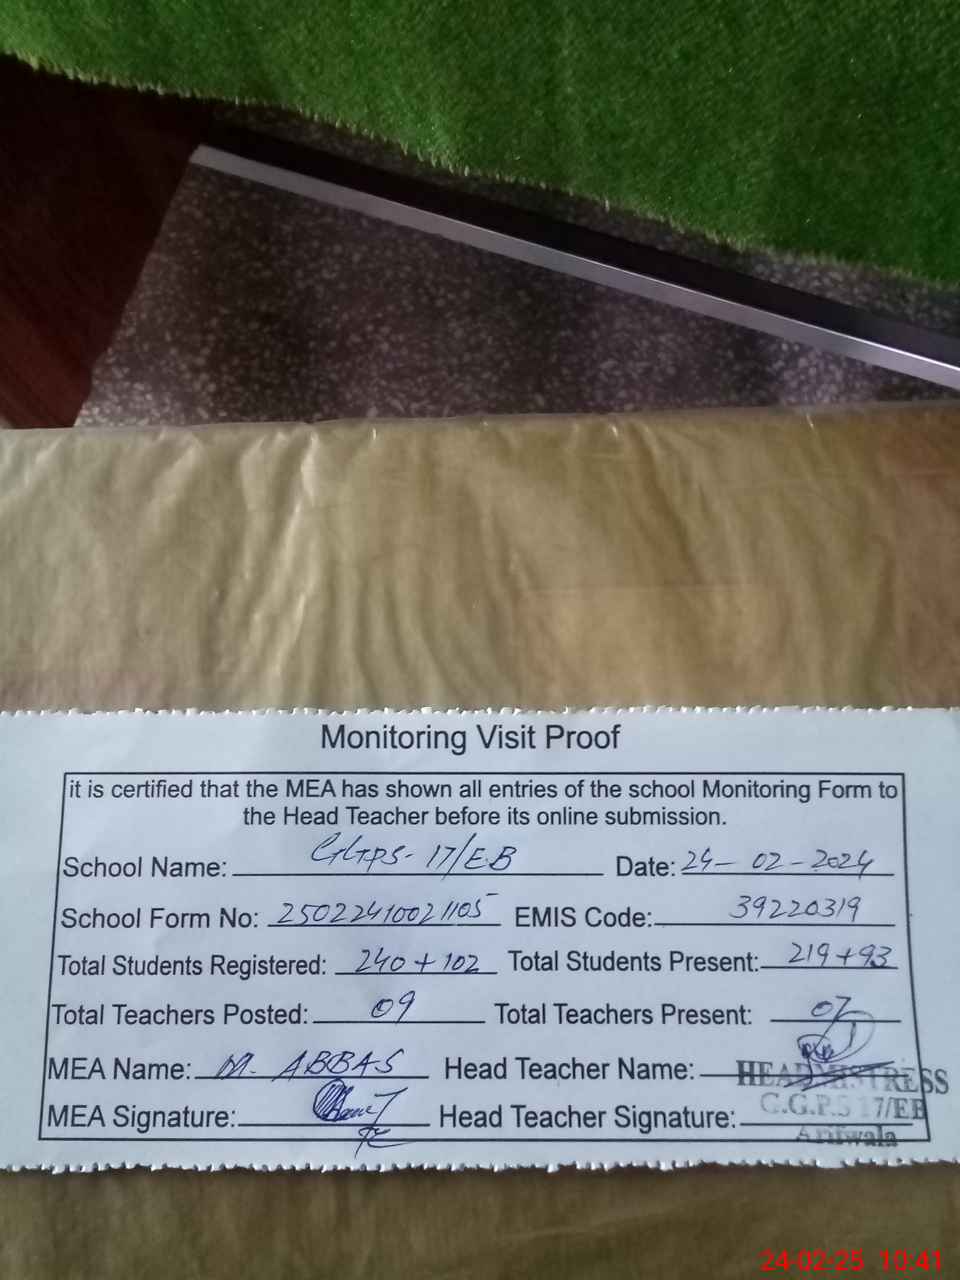 Monitoring Visit Proof
it is certified that the MEA has shown all entries of the school Monitoring Form to
the Head Teacher before its online submission.
School Name: GGPS- 17/E.B Date: 24-02-2024
School Form No: 25022410021105 EMIS Code: 39220319
Total Students Registered: 240+102 Total Students Present: 219+93
Total Teachers Posted: 09 Total Teachers Present: 07
MEA Name: M. ABBAS Head Teacher Name: HEADMISTRESS
MEA Signature: Head Teacher Signature: G.G.P.S 17/EB
Arifwala
24-02-25 10:41